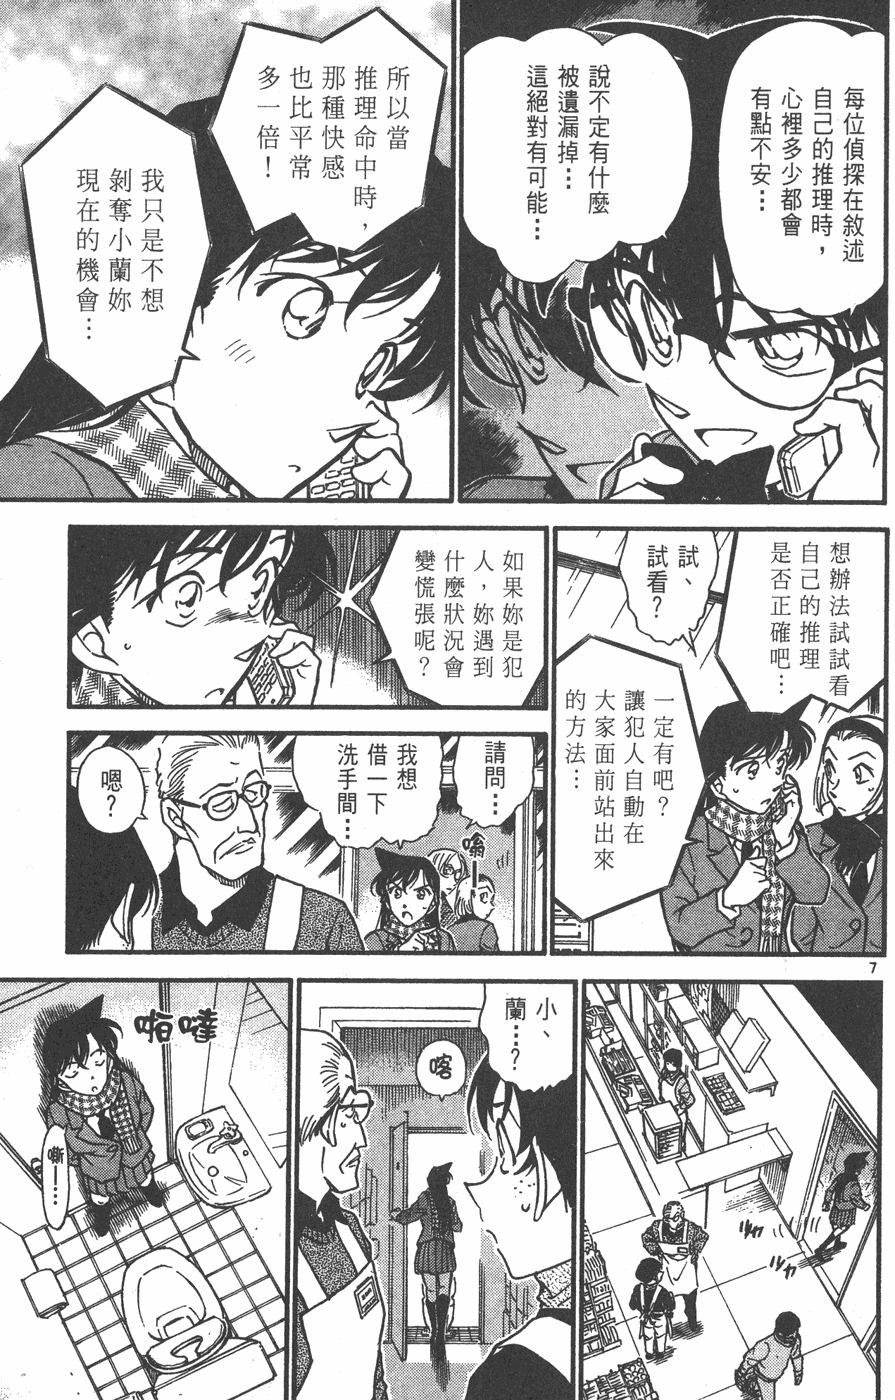 每位偵探在敘述
自己的推理時，
心裡多少都會
有點不安…
說不定有什麼
被遺漏掉…
這絕對有可能…
所以當
推理命中時，
那種快感
也比平常
多一倍！
我只是不想
剝奪小蘭妳
現在的機會…
想辦法試試看
自己的推理
是否正確吧…
試、
試看？
一定有吧？
讓犯人自動在
大家面前站出來
的方法…
如果妳是犯
人，妳遇到
什麼狀況會
變慌張呢？
請問…
我想
借一下
洗手間…
嗡
嗯？
7
小、
蘭…？
喀
啪噠
嘶……